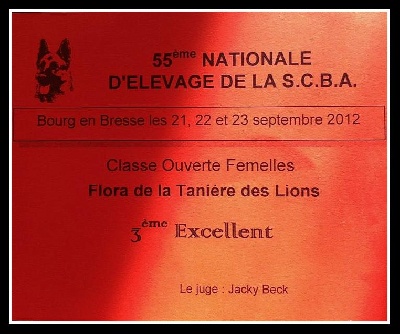 55ème NATIONALE
D'ELEVAGE DE LA S.C.B.A.
Bourg en Bresse les 21, 22 et 23 septembre 2012
Classe Ouverte Femelles
Flora de la Tanière des Lions
3éme Excellent
Le juge : Jacky Beck